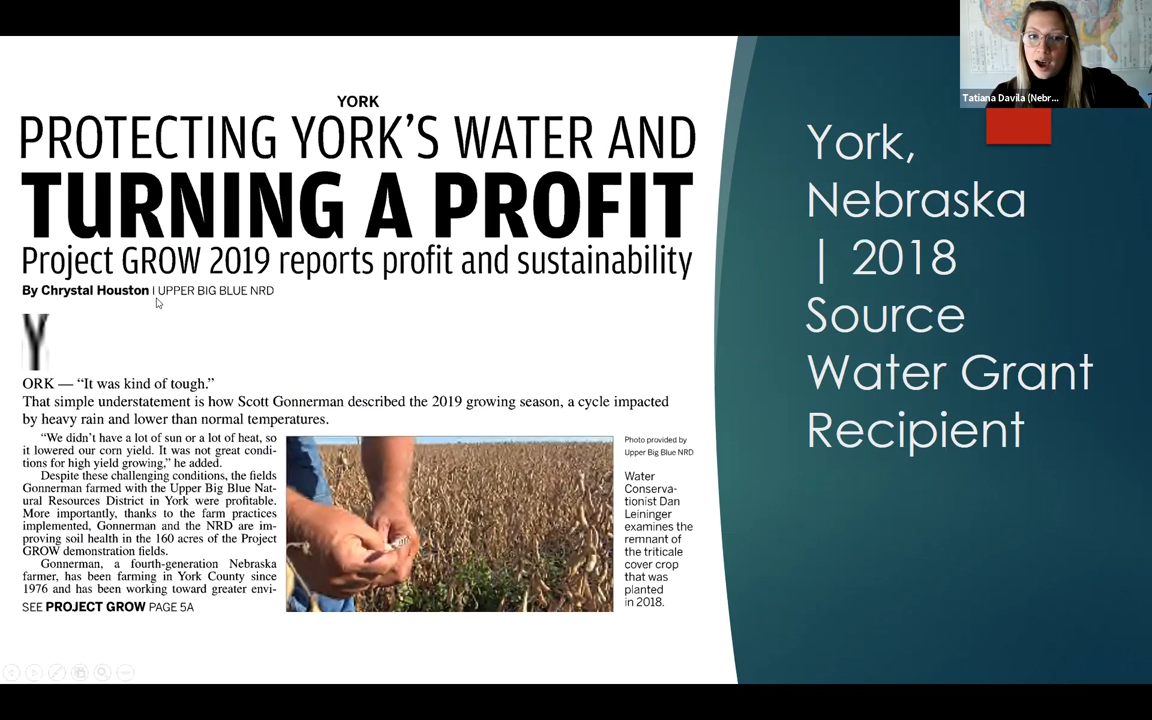 YORK
PROTECTING YORK'S WATER AND
TURNING A PROFIT
Project GROW 2019 reports profit and sustainability
By Chrystal Houston | UPPER BIG BLUE NRD
Y
ORK — “It was kind of tough.”
That simple understatement is how Scott Gonnerman described the 2019 growing season, a cycle impacted
by heavy rain and lower than normal temperatures.
“We didn't have a lot of sun or a lot of heat, so
it lowered our corn yield. It was not great condi-
tions for high yield growing,” he added.
Despite these challenging conditions, the fields
Gonnerman farmed with the Upper Big Blue Nat-
ural Resources District in York were profitable.
More importantly, thanks to the farm practices
implemented, Gonnerman and the NRD are im-
proving soil health in the 160 acres of the Project
GROW demonstration fields.
Gonnerman, a fourth-generation Nebraska
farmer, has been farming in York County since
1976 and has been working toward greater envi-
SEE PROJECT GROW PAGE 5A
Photo provided by
Upper Big Blue NRD
Water
Conserva-
tionist Dan
Leininger
examines the
remnant of
the triticale
cover crop
that was
planted
in 2018.
York,
Nebraska
| 2018
Source
Water Grant
Recipient
Tatiana Davila (Nebr...